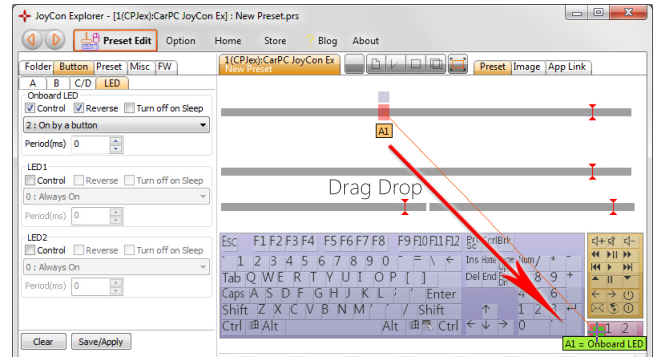 JoyCon Explorer - [1(CPJex):CarPC JoyCon Ex] : New Preset.prs
Preset Edit Option Home Store Blog About
Folder Button Preset Misc FW
1(CPJex):CarPC JoyCon Ex
New Preset
Preset Image App Link
A B C/D LED
Onboard LED
Control Reverse Turn off on Sleep
2 : On by a button
Period(ms) 0
A1
LED1
Control Reverse Turn off on Sleep
0 : Always On
Period(ms) 0
Drag Drop
LED2
Control Reverse Turn off on Sleep
0 : Always On
Period(ms) 0
Esc F1 F2 F3 F4 F5 F6 F7 F8 F9 F10 F11 F12
` 1 2 3 4 5 6 7 8 9 0 - = \ ← Ins Home Num / * -
Tab Q W E R T Y U I O P [ ] Del End 8 9 +
Caps A S D F G H J K L ; ' Enter 4 6
Shift Z X C V B N M , . / Shift ↑ 1 2 3 ↵
Ctrl Alt Alt Ctrl ← ↓ → 0 .
1 2
A1 = Onboard LED
Clear Save/Apply